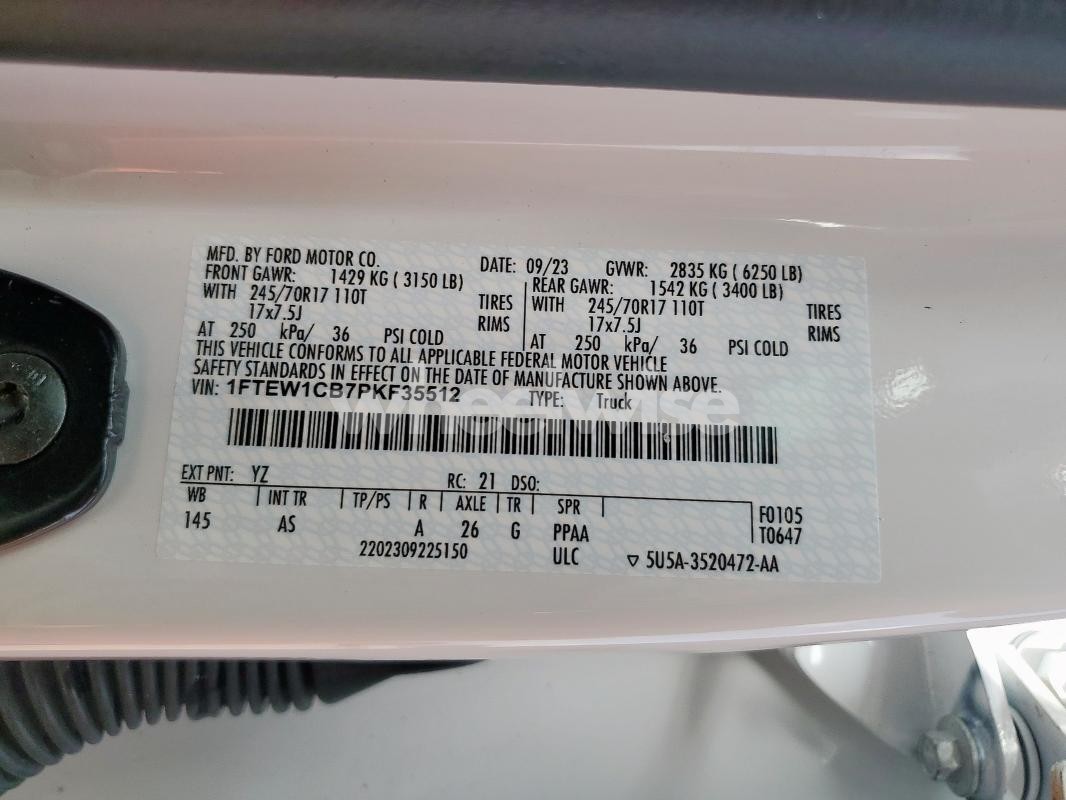 MFD. BY FORD MOTOR CO. DATE: 09/23 GVWR: 2835 KG ( 6250 LB)
FRONT GAWR: 1429 KG ( 3150 LB) REAR GAWR: 1542 KG ( 3400 LB)
WITH 245/70R17 110T TIRES WITH 245/70R17 110T TIRES
17x7.5J RIMS 17x7.5J RIMS
AT 250 kPa/ 36 PSI COLD AT 250 kPa/ 36 PSI COLD
THIS VEHICLE CONFORMS TO ALL APPLICABLE FEDERAL MOTOR VEHICLE
SAFETY STANDARDS IN EFFECT ON THE DATE OF MANUFACTURE SHOWN ABOVE.
VIN: 1FTEW1CB7PKF35512 TYPE: Truck
wheelwise
EXT PNT: YZ RC: 21 DSO:
WB INT TR TP/PS R AXLE TR SPR F0105
145 AS A 26 G PPAA T0647
2202309225150 ULC ▽ 5U5A-3520472-AA